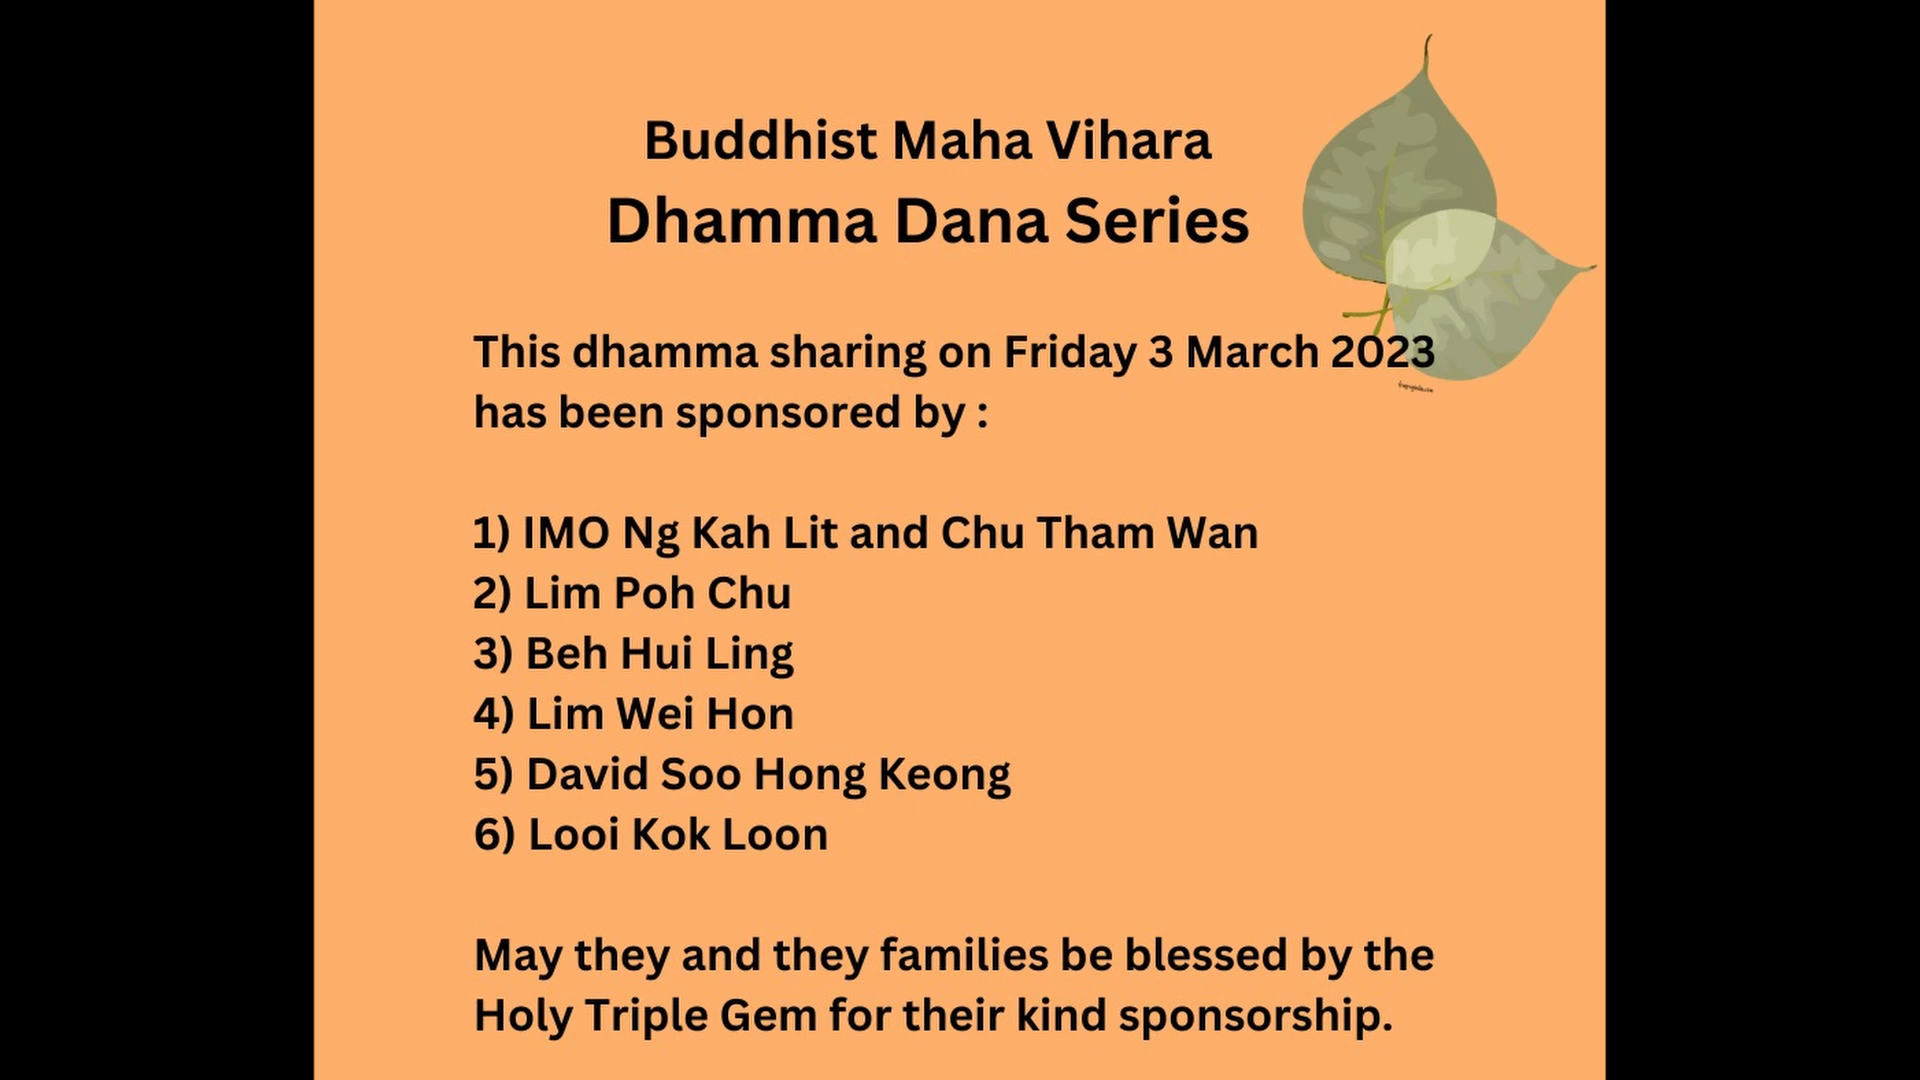 Buddhist Maha Vihara
Dhamma Dana Series
This dhamma sharing on Friday 3 March 2023
has been sponsored by :
1) IMO Ng Kah Lit and Chu Tham Wan
2) Lim Poh Chu
3) Beh Hui Ling
4) Lim Wei Hon
5) David Soo Hong Keong
6) Looi Kok Loon
May they and they families be blessed by the
Holy Triple Gem for their kind sponsorship.